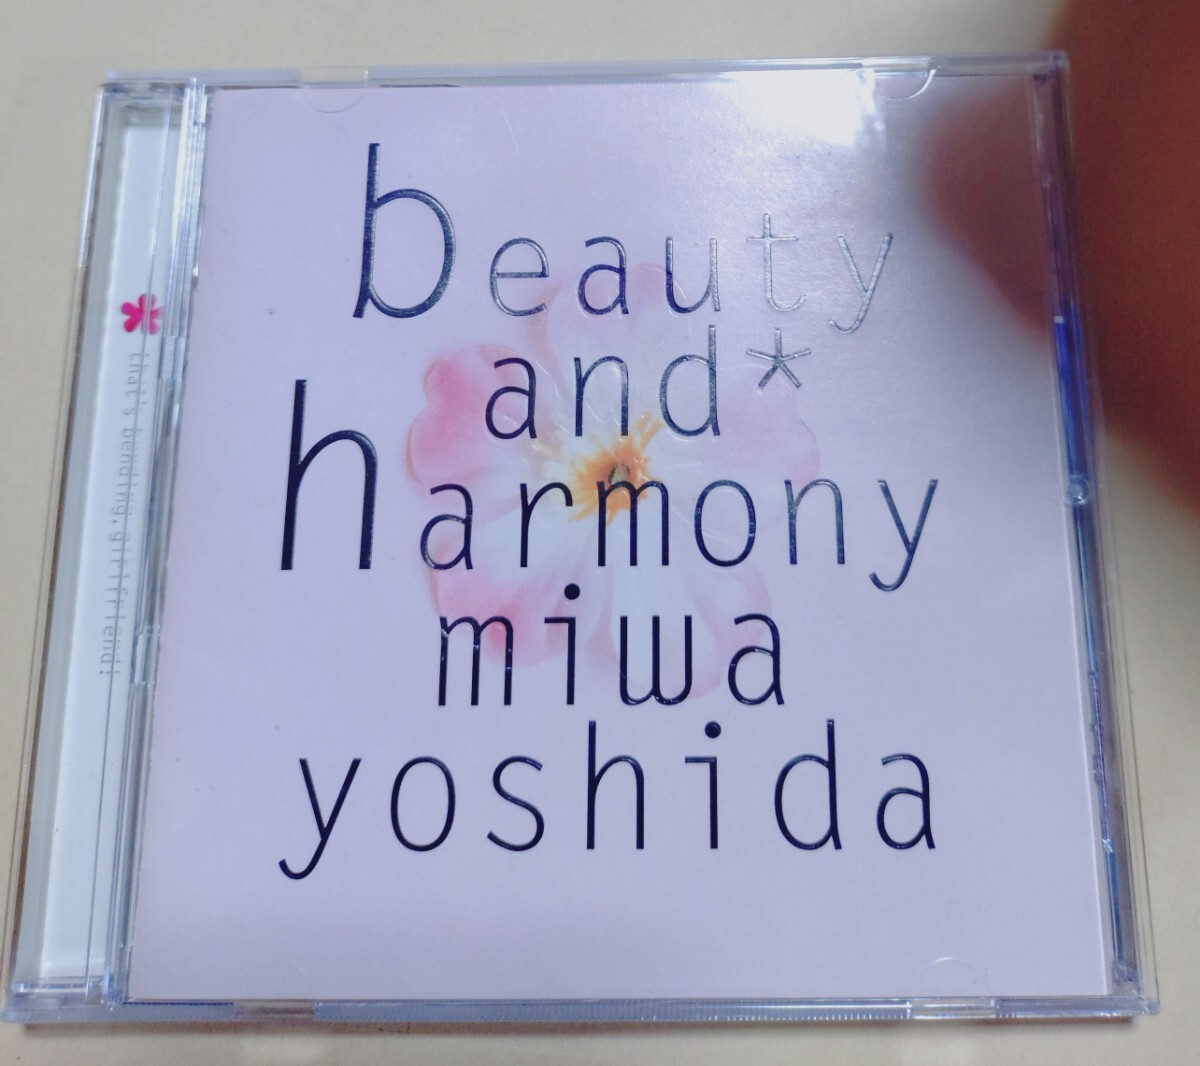 beauty
and*
harmony
miwa
yoshida
that's bending.girlfriend!